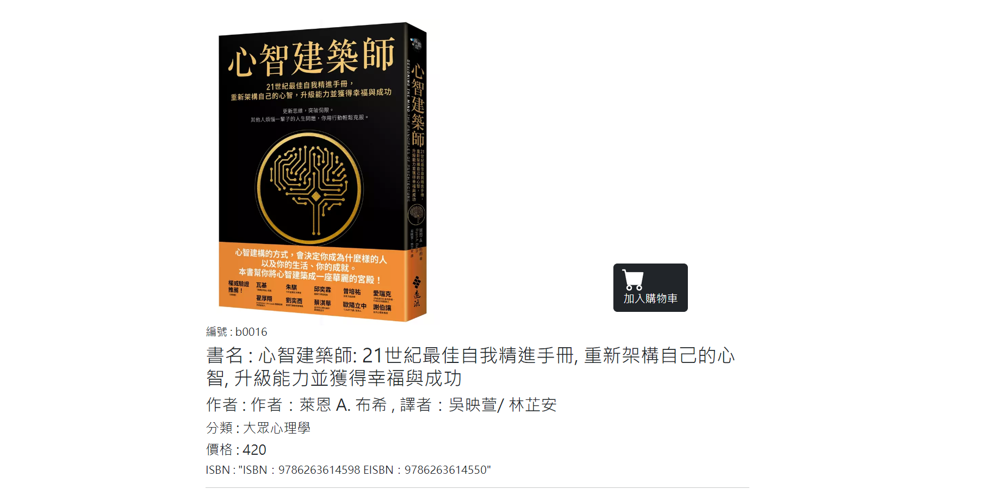 心智建築師
21世紀最佳自我精進手冊，
重新架構自己的心智，升級能力並獲得幸福與成功
更新思維，突破侷限。
其他人煩惱一輩子的人生問題，你用行動輕鬆克服。
心智建構的方式，會決定你成為什麼樣的人
以及你的生活、你的成就。
本書幫你將心智建築成一座華麗的宮殿！
權威驗證
推薦！
瓦基
朱騏
邱奕霖
曾培祐
愛瑞克
翟厚翔
劉奕酉
蔡淇華
歐陽立中
謝伯讓
心智建築師
DESIGNING THE MIND THE PRINCIPLES OF PSYCHITECTURE
21世紀最佳自我精進手冊，
重新架構自己的心智，
升級能力並獲得幸福與成功
萊恩 A. 布希 著
遠流
加入購物車
編號 : b0016
書名 : 心智建築師: 21世紀最佳自我精進手冊, 重新架構自己的心
智, 升級能力並獲得幸福與成功
作者 : 作者：萊恩 A. 布希 , 譯者：吳映萱/ 林芷安
分類 : 大眾心理學
價格 : 420
ISBN : "ISBN：9786263614598 EISBN：9786263614550"